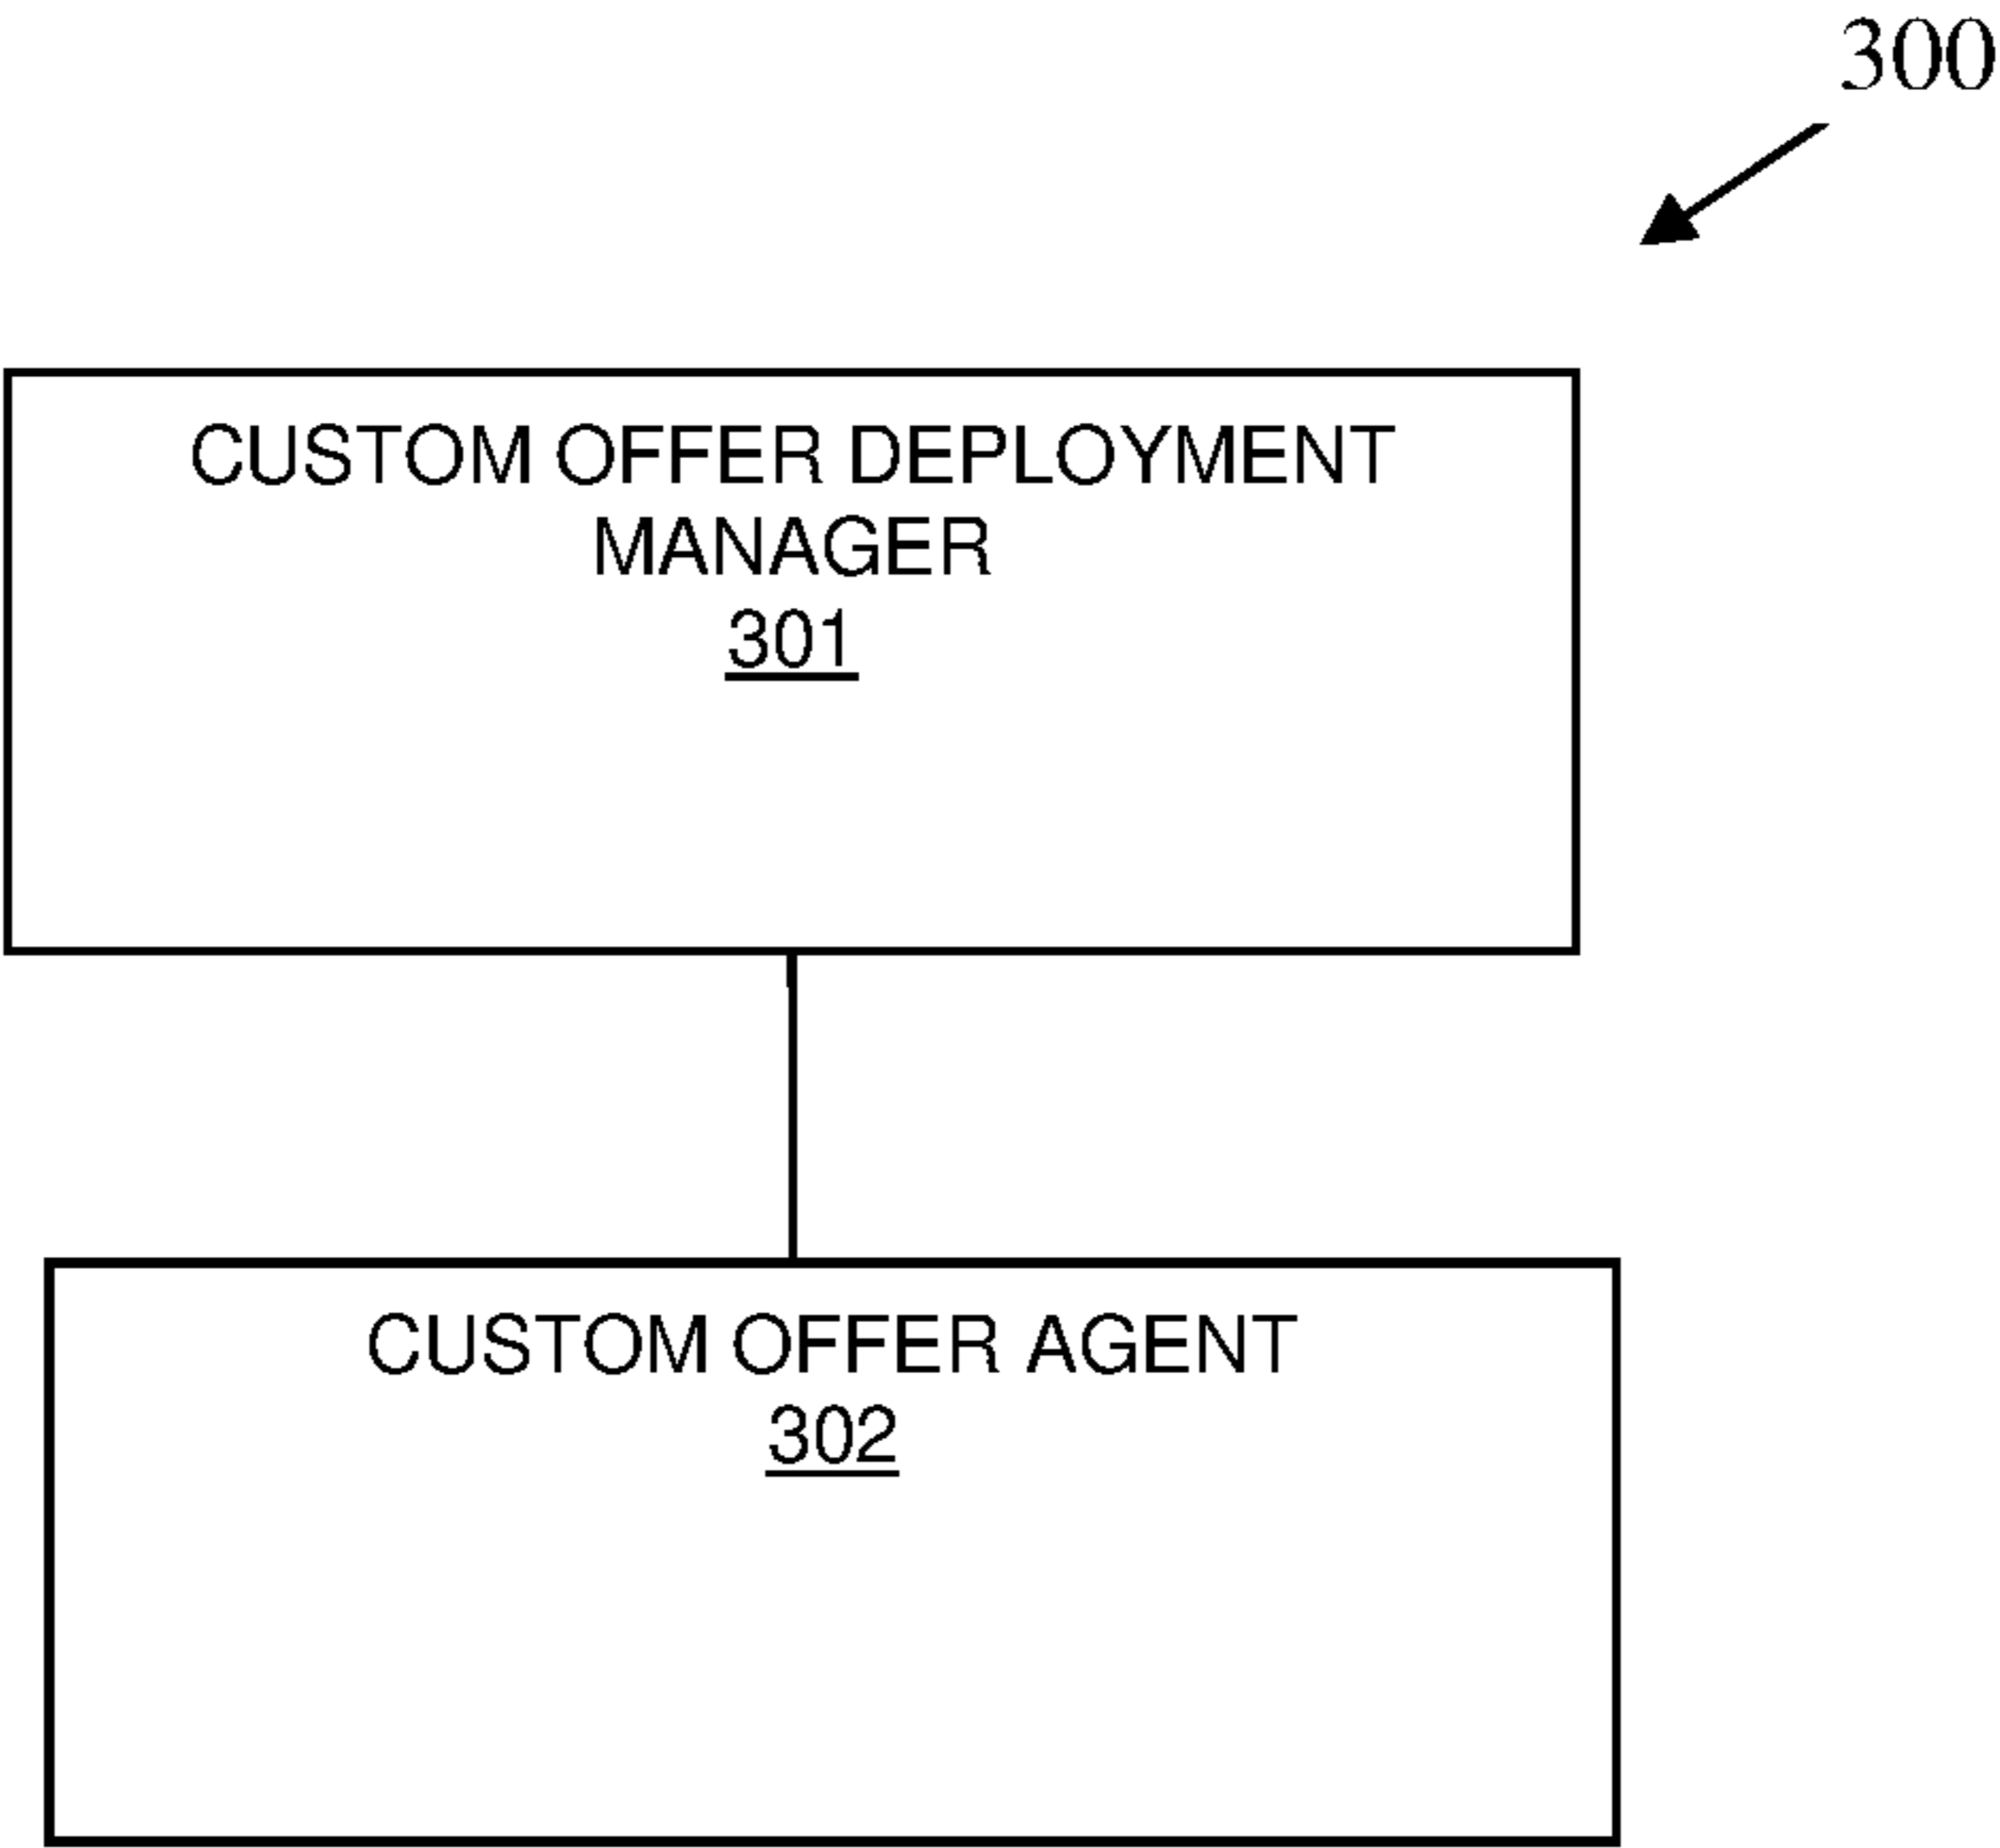 300
CUSTOM OFFER DEPLOYMENT
MANAGER
301
CUSTOM OFFER AGENT
302